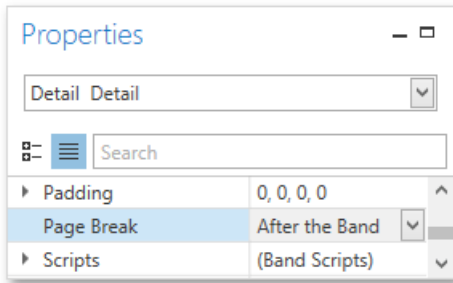 Properties
Detail Detail
Search
Padding 0, 0, 0, 0
Page Break After the Band
Scripts (Band Scripts)